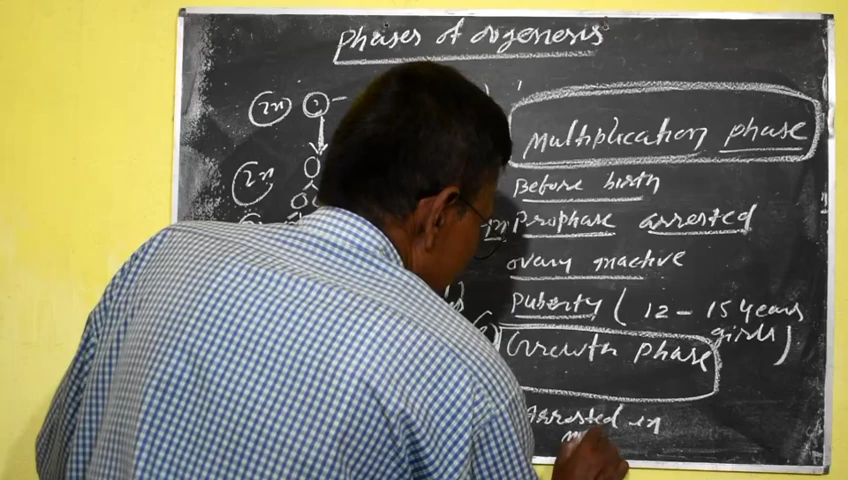 Phases of oogenesis
2n
Multiplication phase
2n
Before birth
Prophase arrested
ovary inactive
Puberty ( 12 - 15 years
girls )
Growth phase
Arrested in